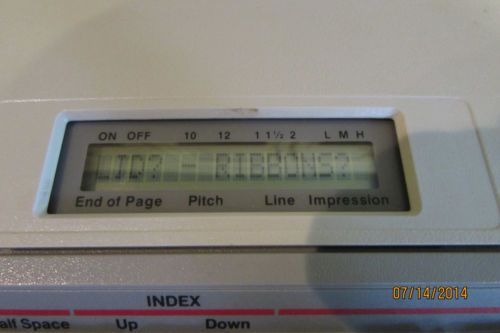 ON OFF 10 12 1 1½ 2 L M H
LID? - RIBBONS?
End of Page Pitch Line Impression
07/14/2014
INDEX
alf Space Up Down